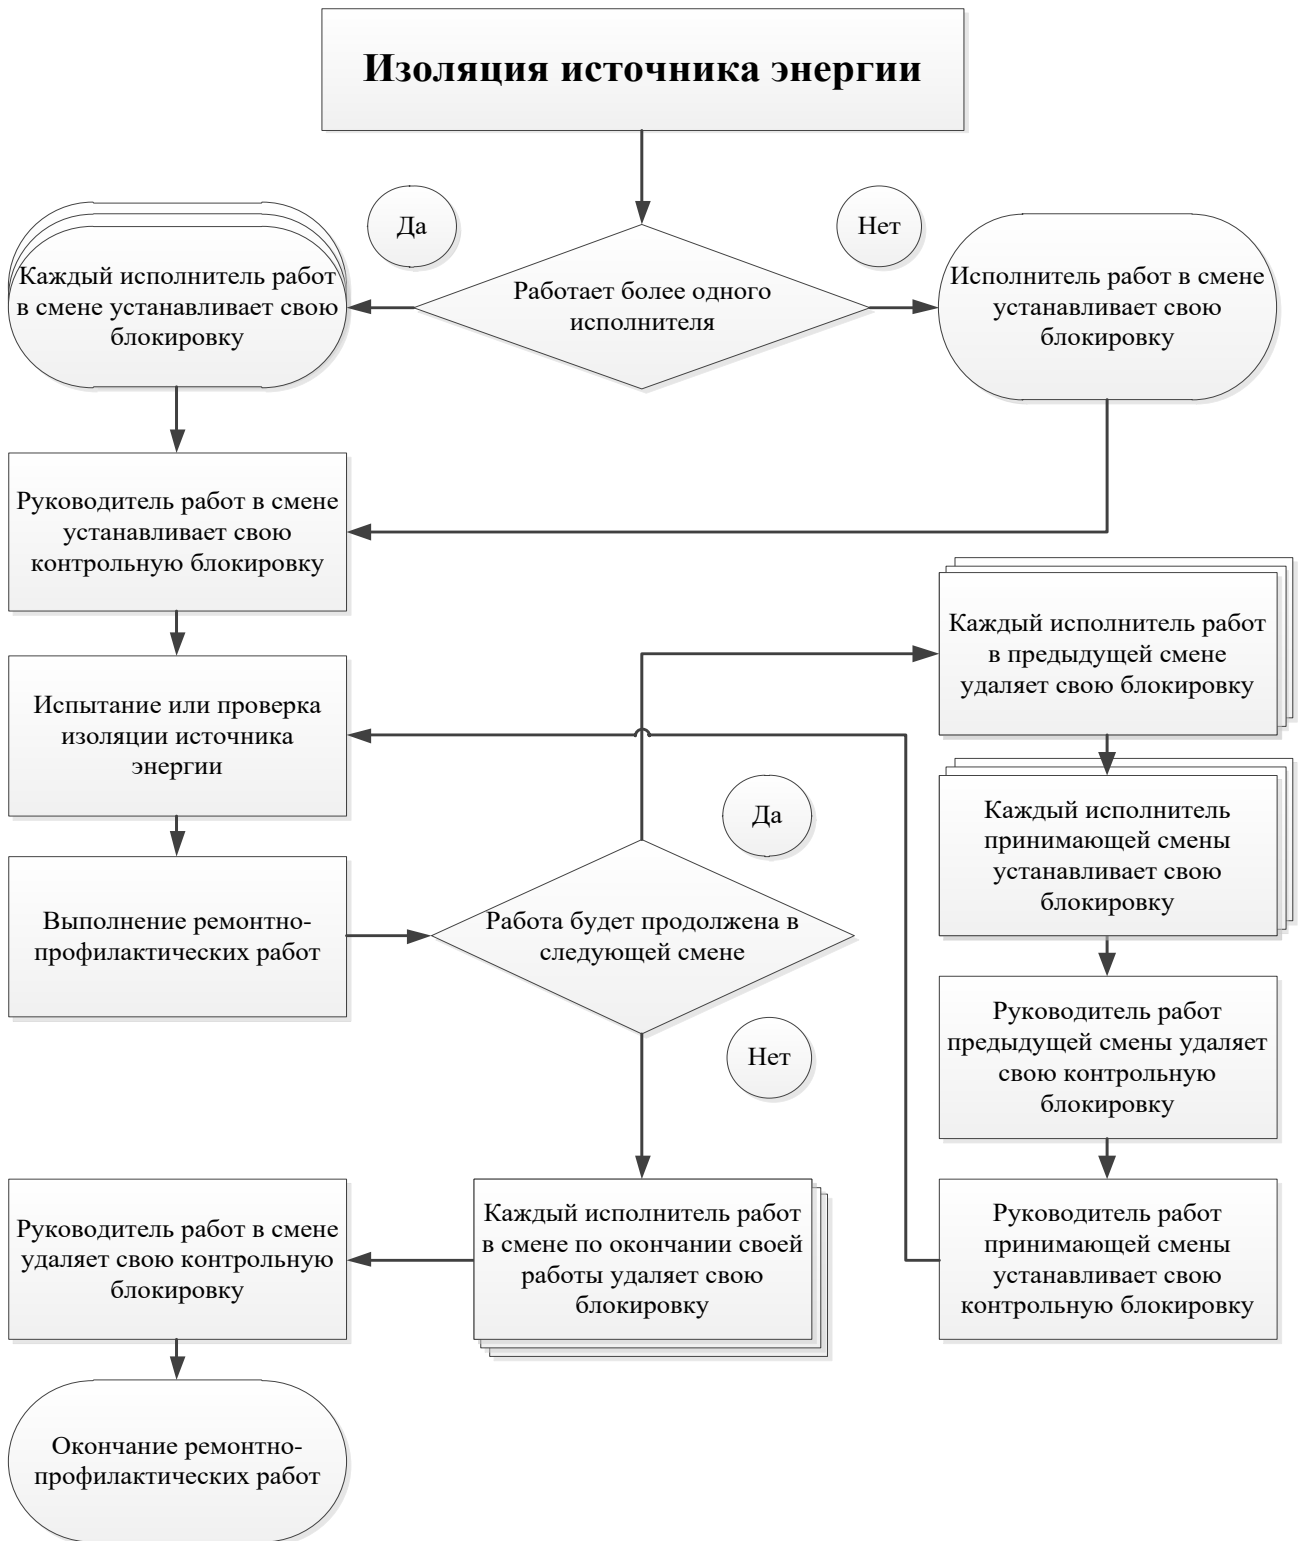 Изоляция источника энергии
Да
Нет
Каждый исполнитель работ
в смене устанавливает свою
блокировку
Работает более одного
исполнителя
Исполнитель работ в смене
устанавливает свою
блокировку
Руководитель работ в смене
устанавливает свою
контрольную блокировку
Каждый исполнитель работ
в предыдущей смене
удаляет свою блокировку
Испытание или проверка
изоляции источника
энергии
Да
Каждый исполнитель
принимающей смены
устанавливает свою
блокировку
Выполнение ремонтно-
профилактических работ
Работа будет продолжена в
следующей смене
Руководитель работ
предыдущей смены удаляет
свою контрольную
блокировку
Нет
Руководитель работ в смене
удаляет свою контрольную
блокировку
Каждый исполнитель работ
в смене по окончании своей
работы удаляет свою
блокировку
Руководитель работ
принимающей смены
устанавливает свою
контрольную блокировку
Окончание ремонтно-
профилактических работ